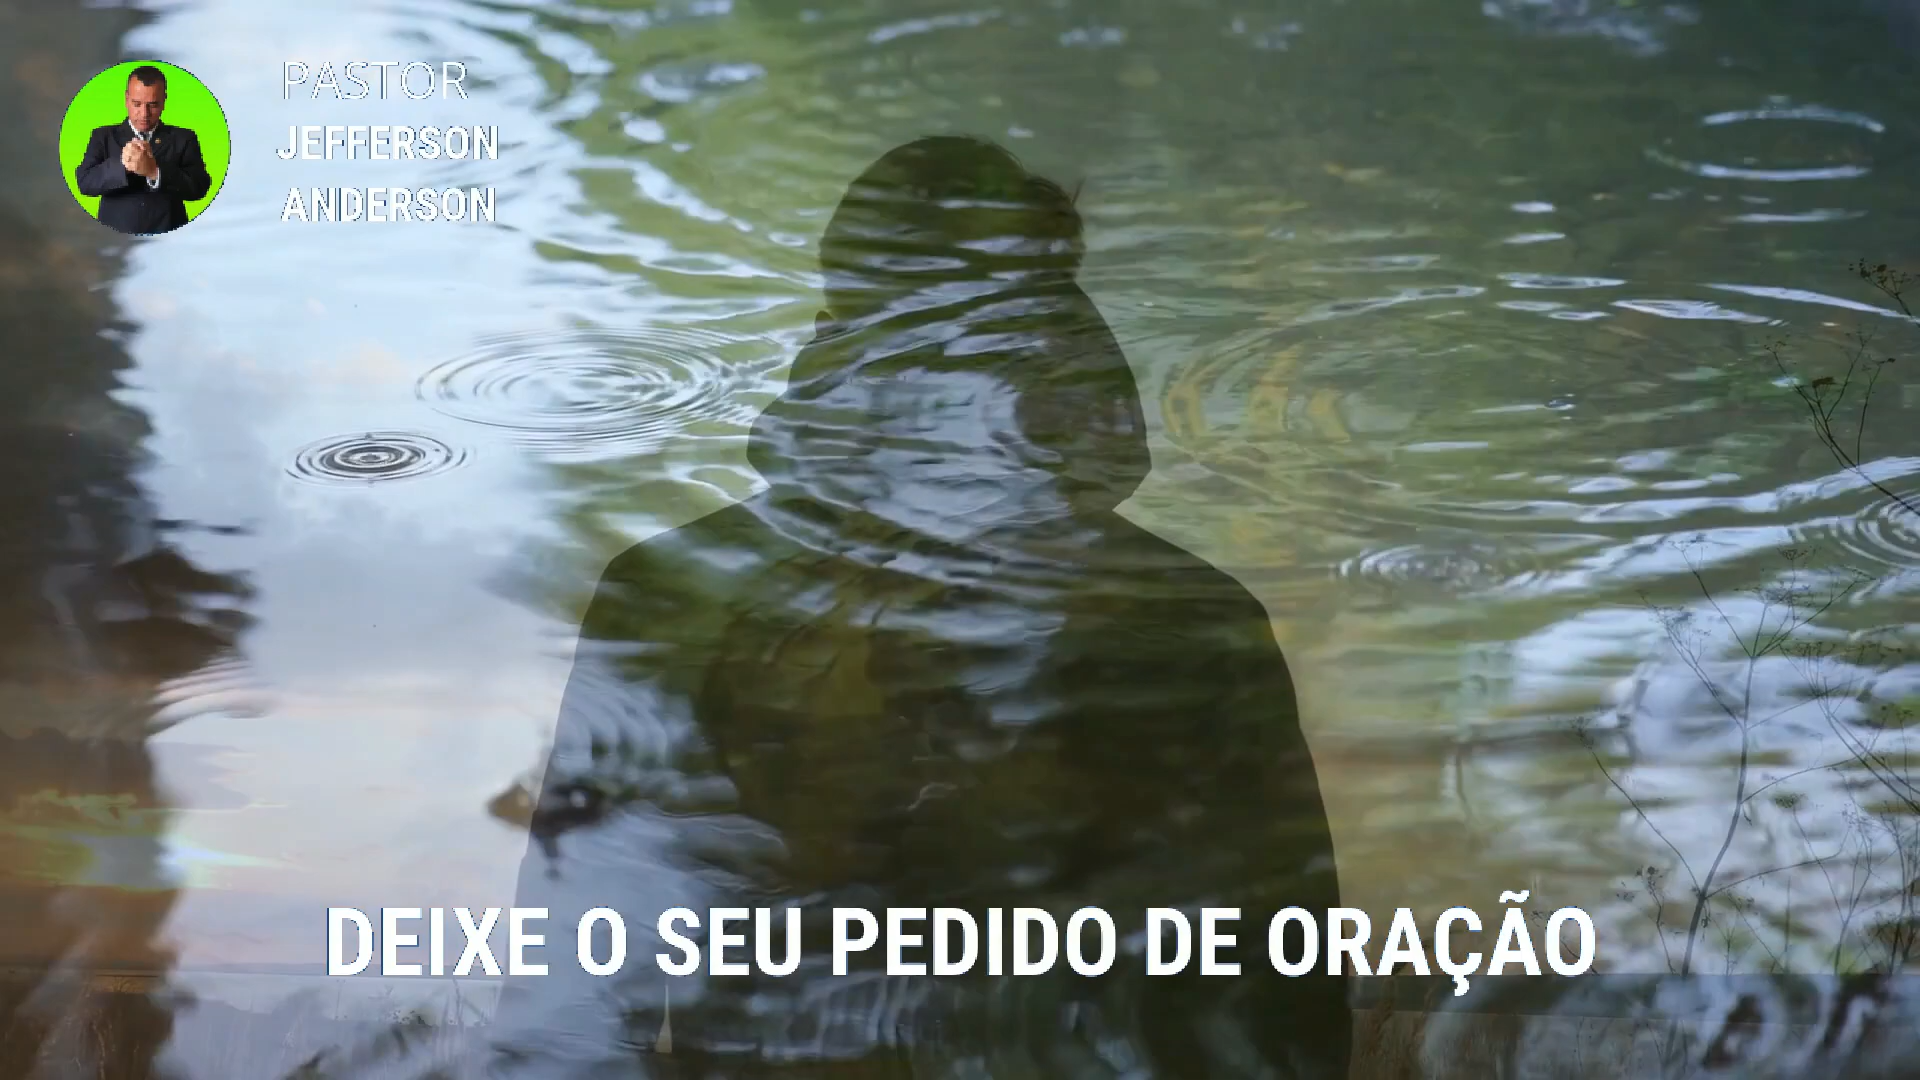 PASTOR
JEFFERSON
ANDERSON
DEIXE O SEU PEDIDO DE ORAÇÃO